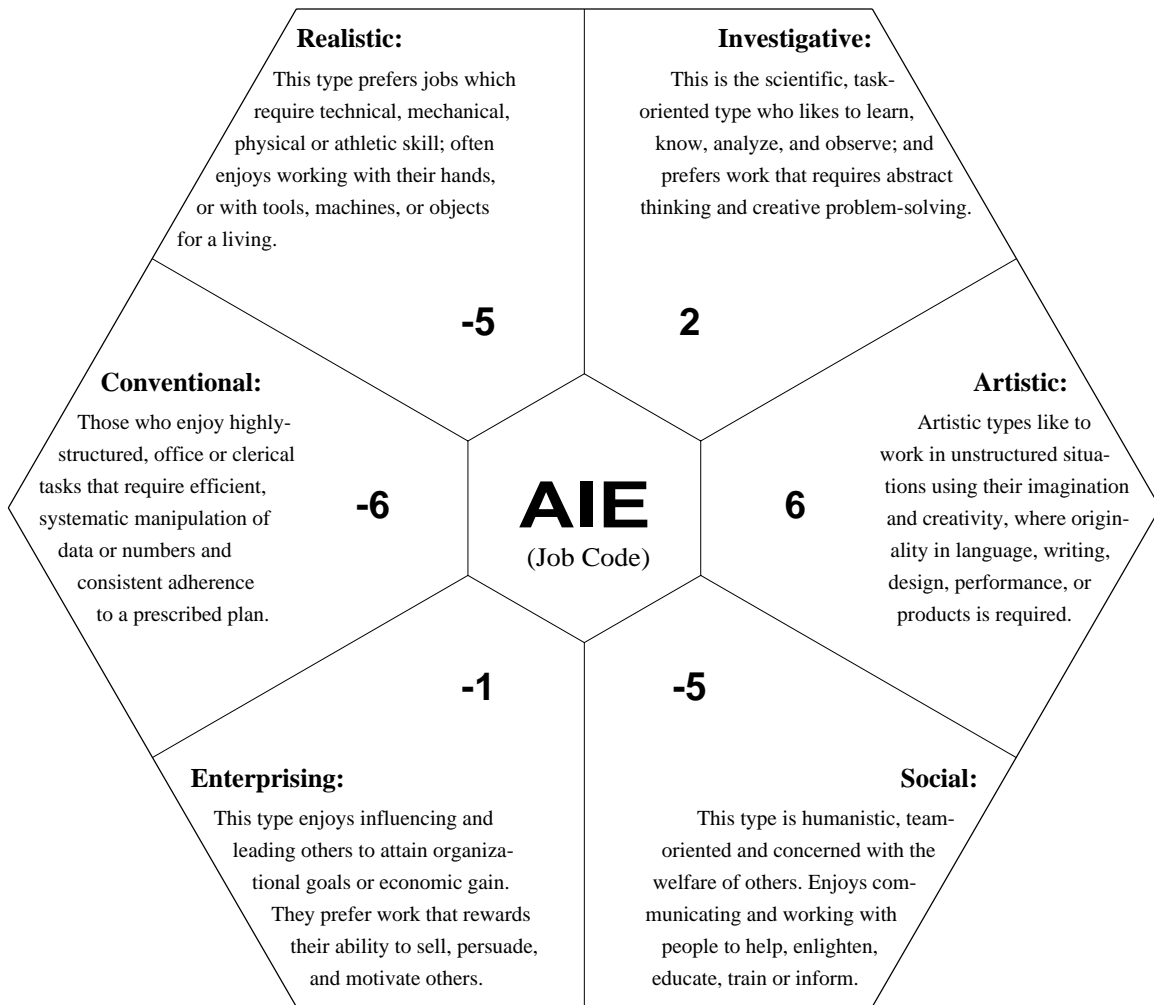 Realistic:
This type prefers jobs which
require technical, mechanical,
physical or athletic skill; often
enjoys working with their hands,
or with tools, machines, or objects
for a living.
-5
Investigative:
This is the scientific, task-
oriented type who likes to learn,
know, analyze, and observe; and
prefers work that requires abstract
thinking and creative problem-solving.
2
Conventional:
Those who enjoy highly-
structured, office or clerical
tasks that require efficient,
systematic manipulation of
data or numbers and
consistent adherence
to a prescribed plan.
-6
AIE
(Job Code)
6
Artistic:
Artistic types like to
work in unstructured situa-
tions using their imagination
and creativity, where origin-
ality in language, writing,
design, performance, or
products is required.
-1
Enterprising:
This type enjoys influencing and
leading others to attain organiza-
tional goals or economic gain.
They prefer work that rewards
their ability to sell, persuade,
and motivate others.
-5
Social:
This type is humanistic, team-
oriented and concerned with the
welfare of others. Enjoys com-
municating and working with
people to help, enlighten,
educate, train or inform.